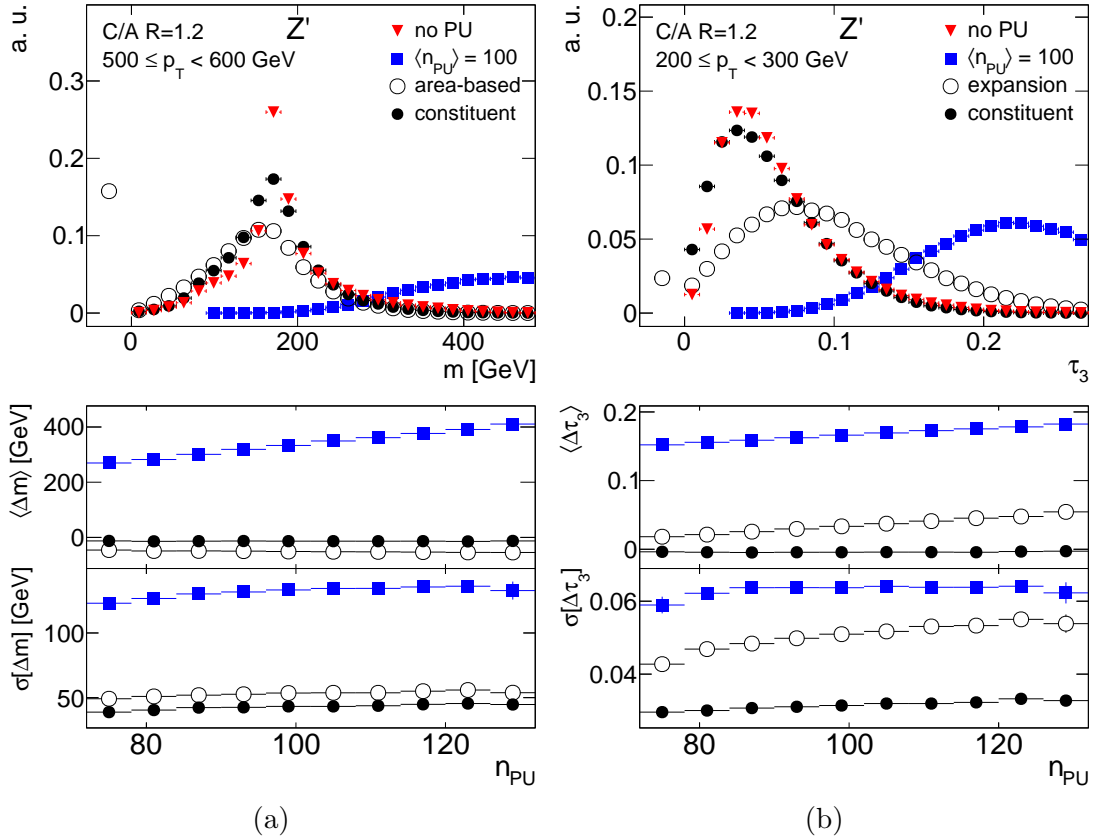 a. u.
C/A R=1.2
Z'
500 ≤ p_T < 600 GeV
no PU
⟨n_PU⟩ = 100
area-based
constituent
0.3
0.2
0.1
0
0 200 400
m [GeV]
⟨Δm⟩ [GeV]
400
200
0
σ[Δm] [GeV]
100
50
80 100 120
n_PU
(a)
a. u.
C/A R=1.2
Z'
200 ≤ p_T < 300 GeV
no PU
⟨n_PU⟩ = 100
expansion
constituent
0.2
0.15
0.1
0.05
0
0 0.1 0.2
τ_3
⟨Δτ_3⟩
0.2
0.1
0
σ[Δτ_3]
0.06
0.04
80 100 120
n_PU
(b)